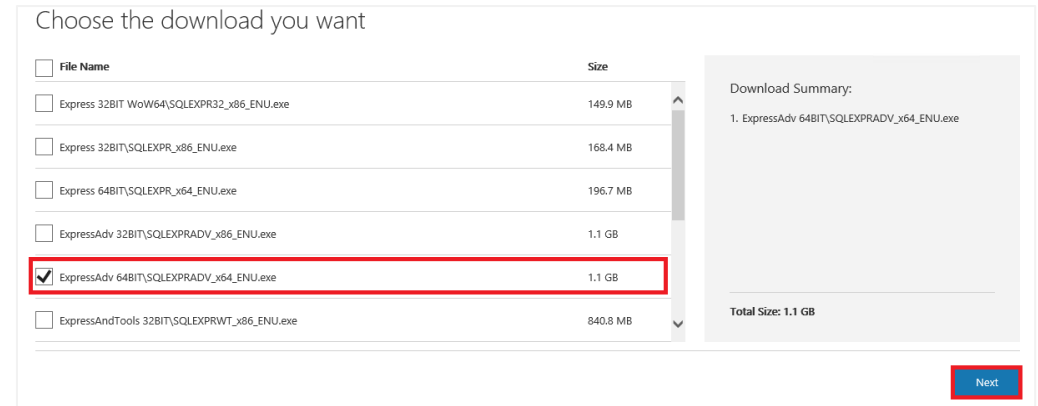 Choose the download you want
File Name Size
Express 32BIT WoW64\SQLEXPR32_x86_ENU.exe 149.9 MB
Express 32BIT\SQLEXPR_x86_ENU.exe 168.4 MB
Express 64BIT\SQLEXPR_x64_ENU.exe 196.7 MB
ExpressAdv 32BIT\SQLEXPRADV_x86_ENU.exe 1.1 GB
ExpressAdv 64BIT\SQLEXPRADV_x64_ENU.exe 1.1 GB
ExpressAndTools 32BIT\SQLEXPRWT_x86_ENU.exe 840.8 MB
Download Summary:
1. ExpressAdv 64BIT\SQLEXPRADV_x64_ENU.exe
Total Size: 1.1 GB
Next